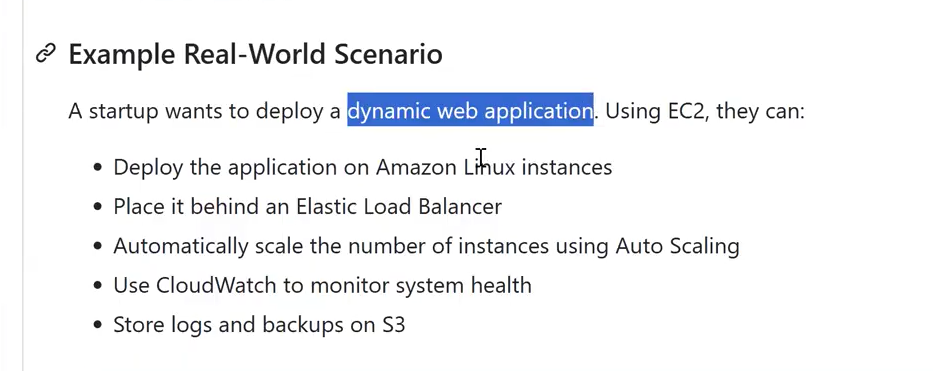 Example Real-World Scenario
A startup wants to deploy a dynamic web application. Using EC2, they can:
• Deploy the application on Amazon Linux instances
• Place it behind an Elastic Load Balancer
• Automatically scale the number of instances using Auto Scaling
• Use CloudWatch to monitor system health
• Store logs and backups on S3